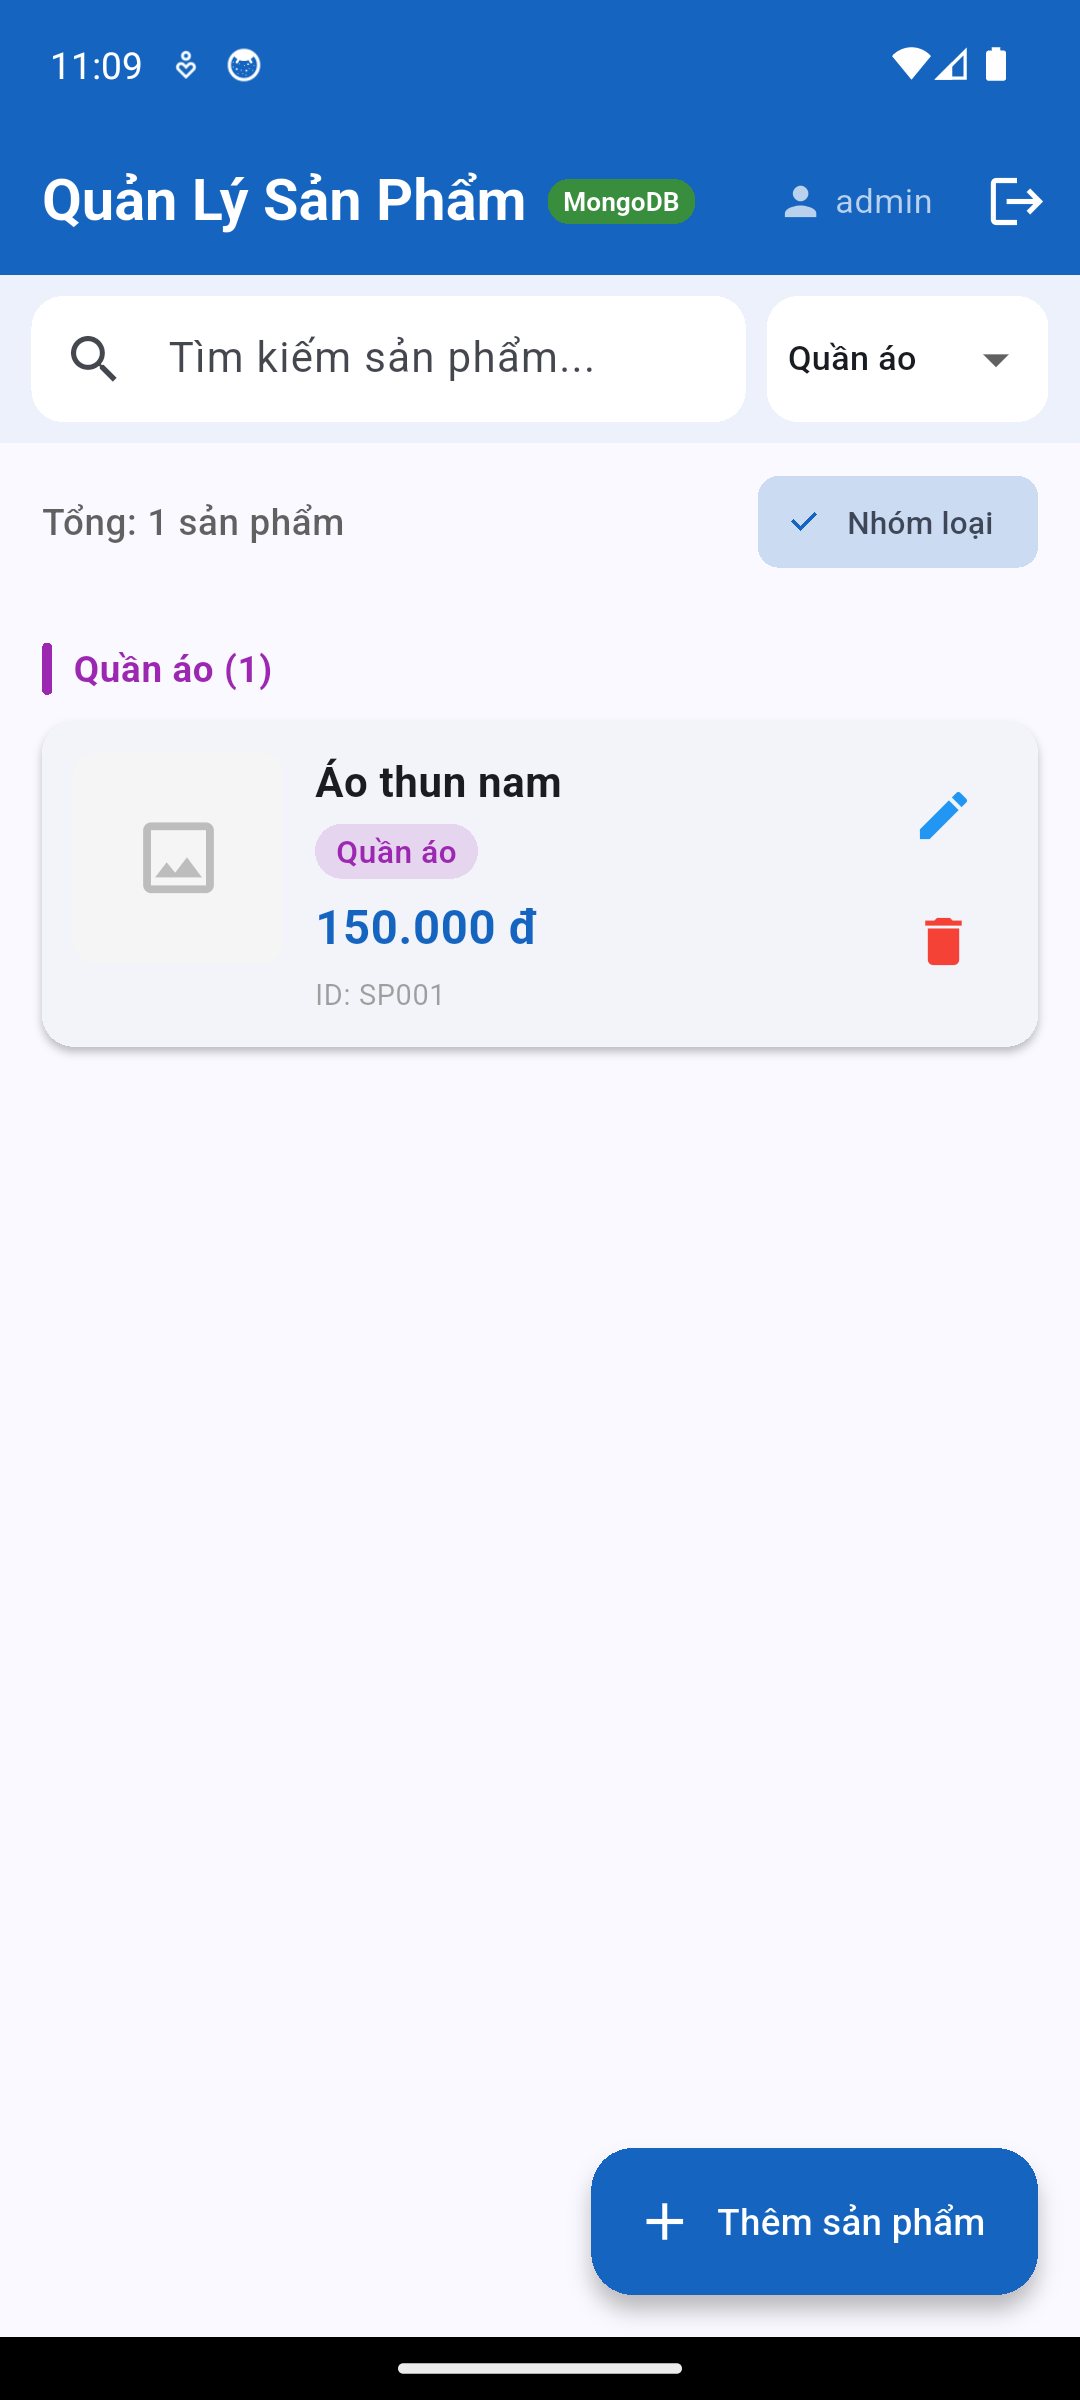 11:09
Quản Lý Sản Phẩm MongoDB admin
Tìm kiếm sản phẩm... Quần áo
Tổng: 1 sản phẩm Nhóm loại
Quần áo (1)
Áo thun nam
Quần áo
150.000 đ
ID: SP001
Thêm sản phẩm